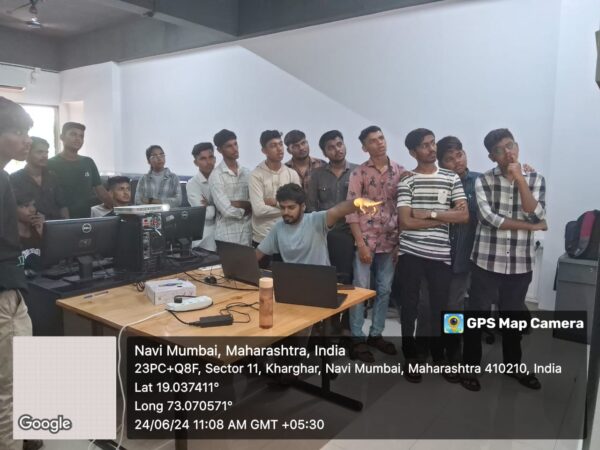 GPS Map Camera
Navi Mumbai, Maharashtra, India
23PC+Q8F, Sector 11, Kharghar, Navi Mumbai, Maharashtra 410210, India
Lat 19.037411°
Long 73.070571°
24/06/24 11:08 AM GMT +05:30
Google